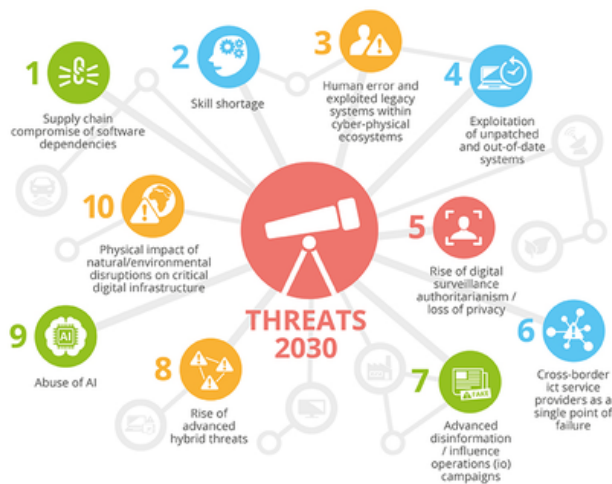 1
Supply chain
compromise of software
dependencies
2
Skill shortage
3
Human error and
exploited legacy
systems within
cyber-physical
ecosystems
4
Exploitation
of unpatched
and out-of-date
systems
10
Physical impact of
natural/environmental
disruptions on critical
digital infrastructure
5
Rise of digital
surveillance
authoritarianism /
loss of privacy
THREATS
2030
9
AI
Abuse of AI
8
Rise of
advanced
hybrid threats
7
FAKE
Advanced
disinformation
/ influence
operations (io)
campaigns
6
Cross-border
ict service
providers as a
single point of
failure